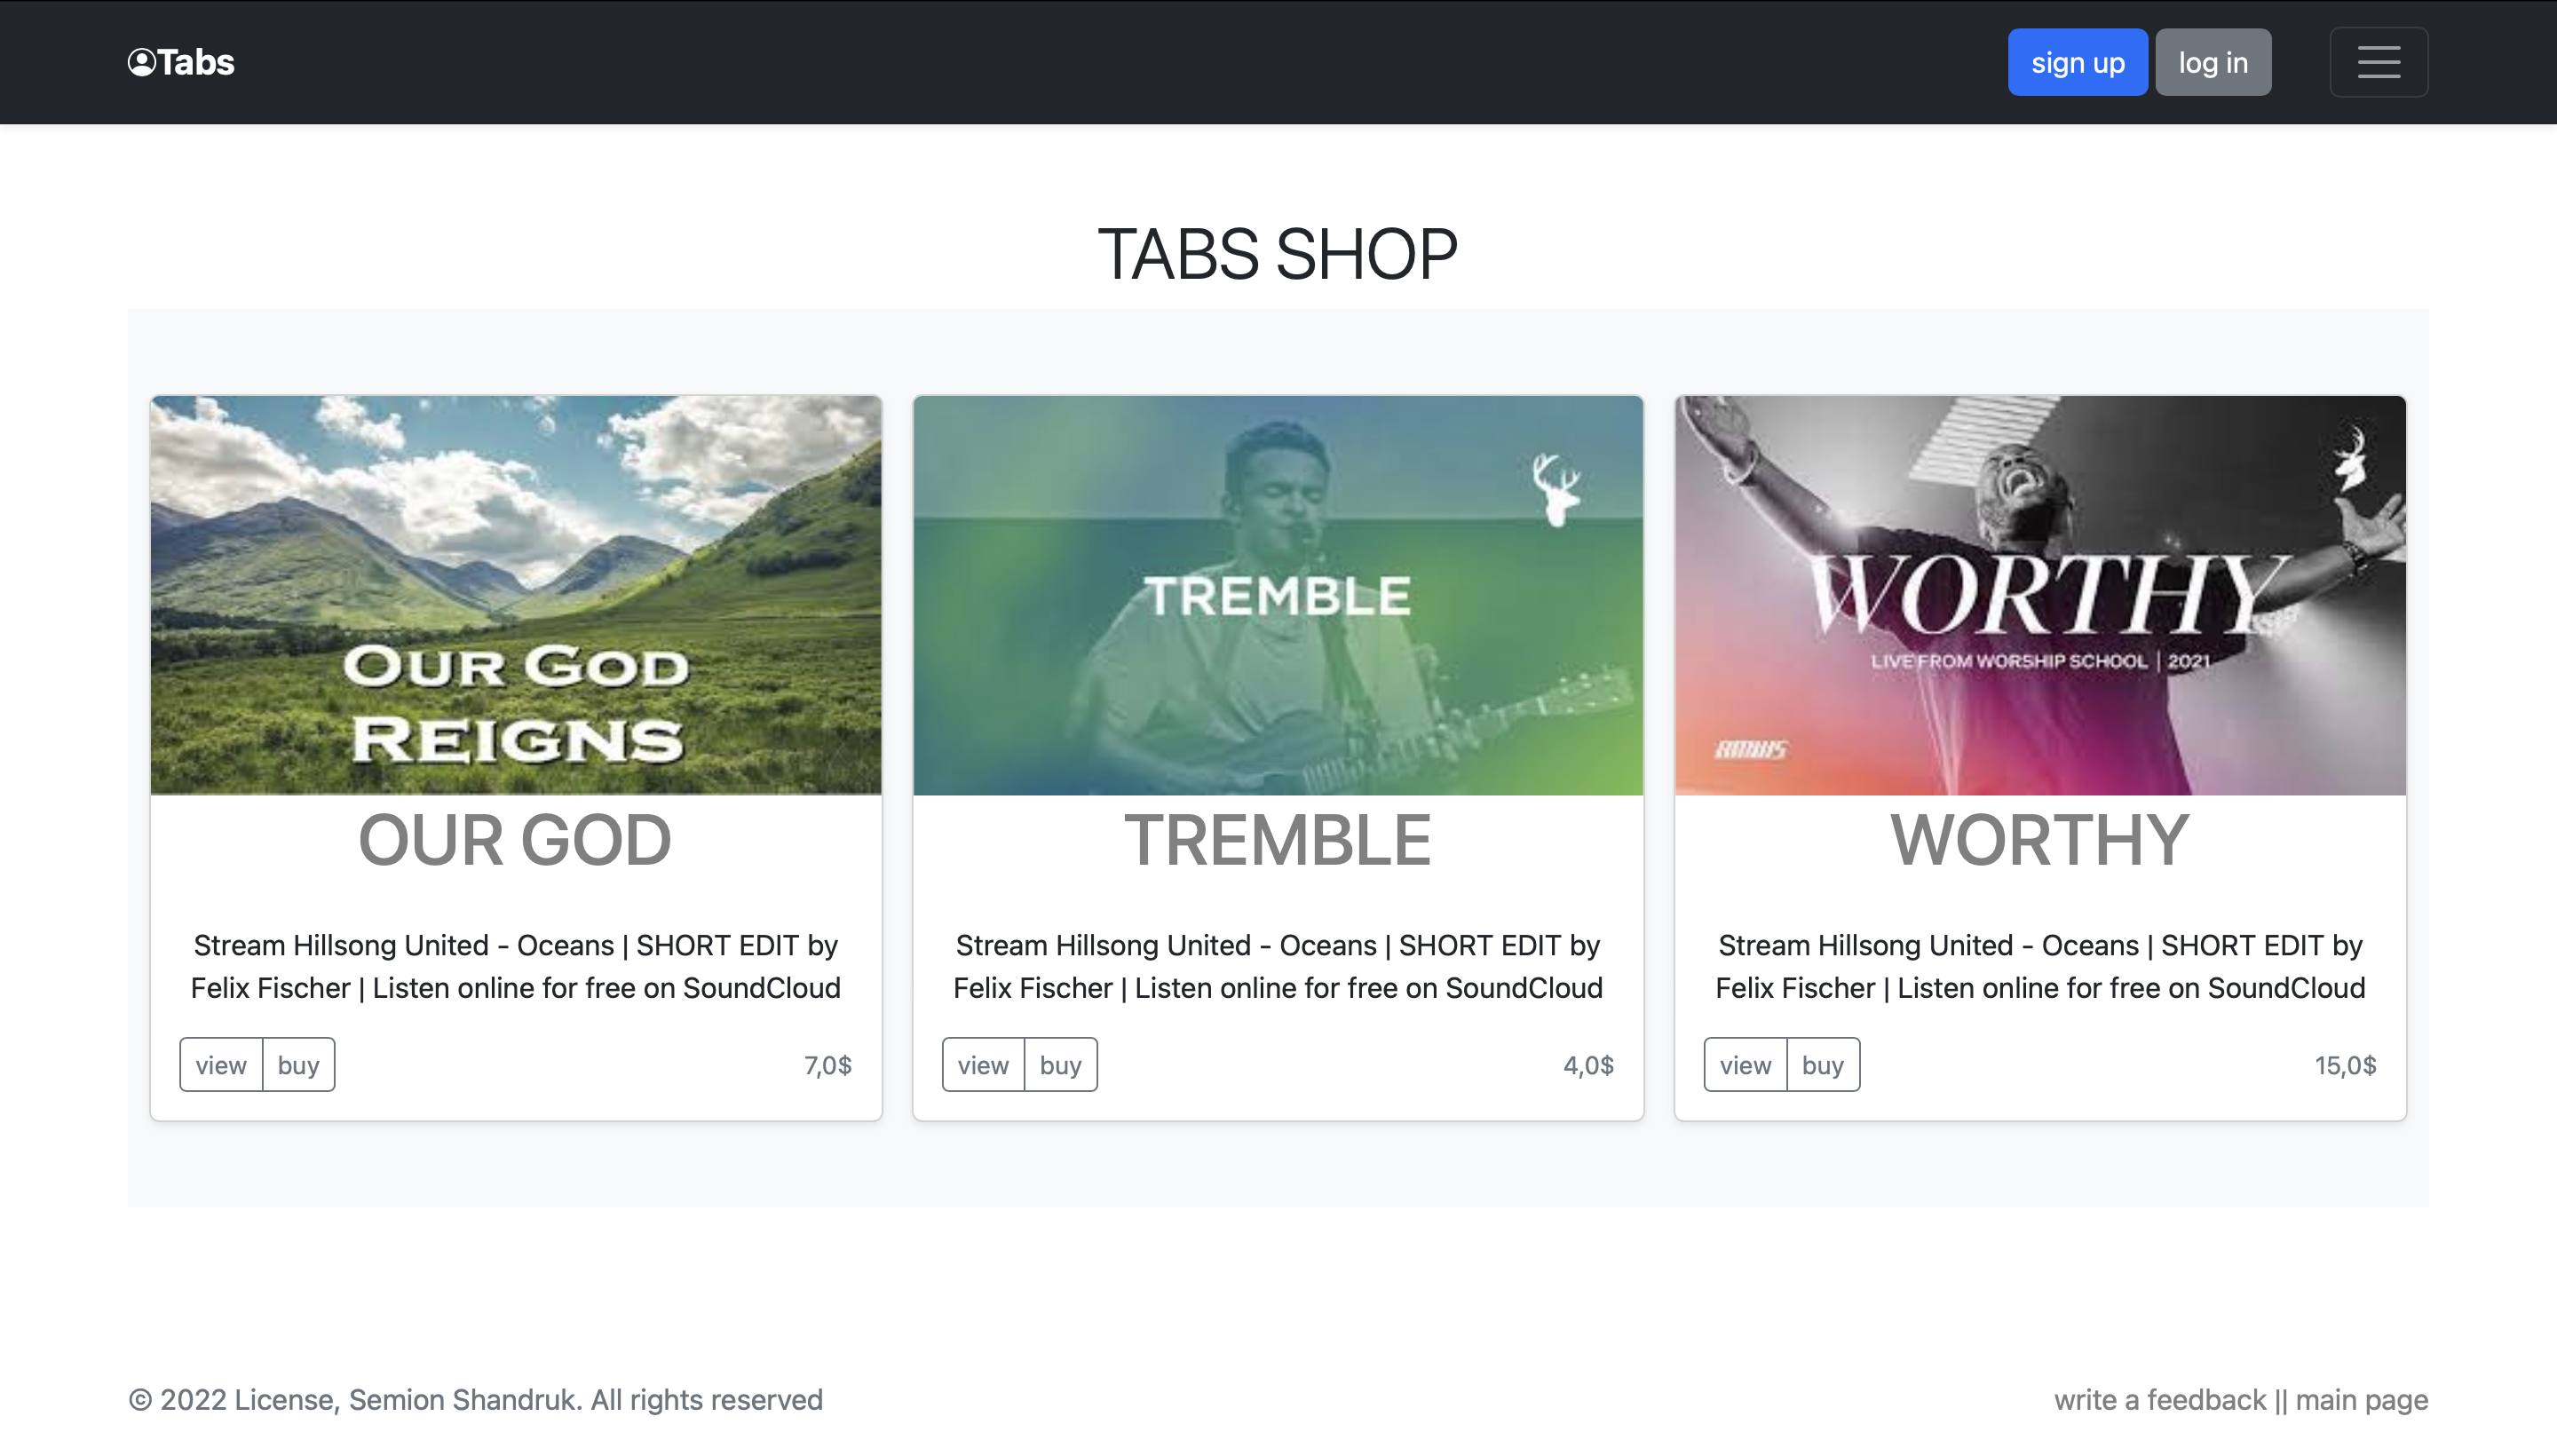 Tabs
sign up
log in
TABS SHOP
OUR GOD
REIGNS
TREMBLE
WORTHY
LIVE FROM WORSHIP SCHOOL | 2021
RMWS
OUR GOD
TREMBLE
WORTHY
Stream Hillsong United - Oceans | SHORT EDIT by
Felix Fischer | Listen online for free on SoundCloud
Stream Hillsong United - Oceans | SHORT EDIT by
Felix Fischer | Listen online for free on SoundCloud
Stream Hillsong United - Oceans | SHORT EDIT by
Felix Fischer | Listen online for free on SoundCloud
view
buy
7,0$
view
buy
4,0$
view
buy
15,0$
© 2022 License, Semion Shandruk. All rights reserved
write a feedback || main page